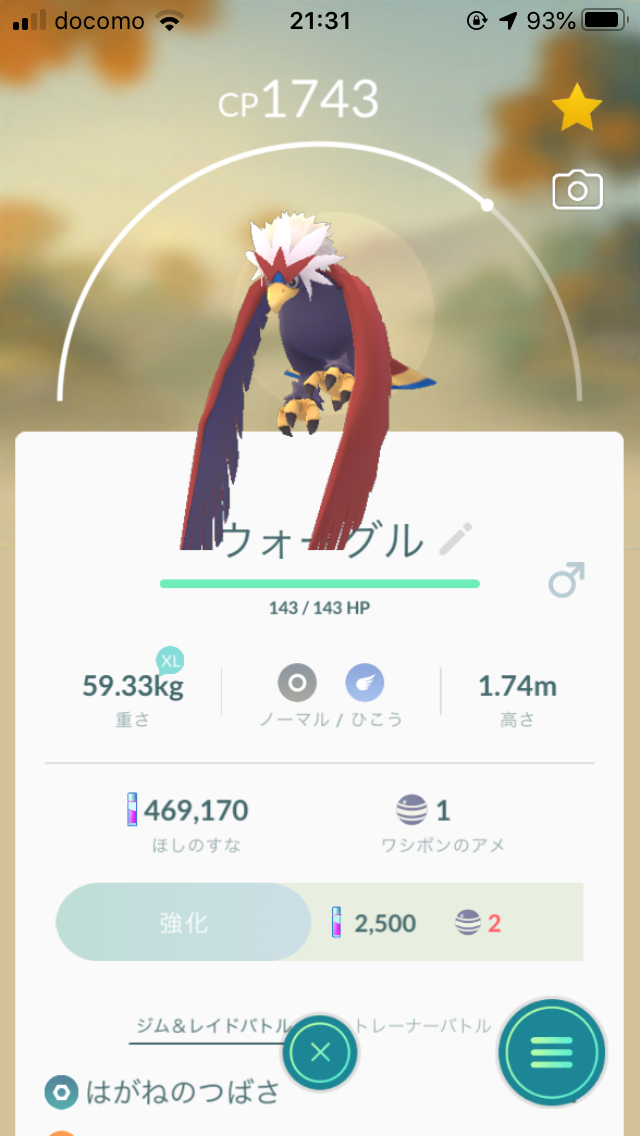 docomo 21:31 93%
CP1743
ウォーグル
143 / 143 HP
XL
59.33kg 1.74m
重さ ノーマル / ひこう 高さ
469,170 1
ほしのすな ワシボンのアメ
強化 2,500 2
ジム&レイドバトル トレーナーバトル
はがねのつばさ